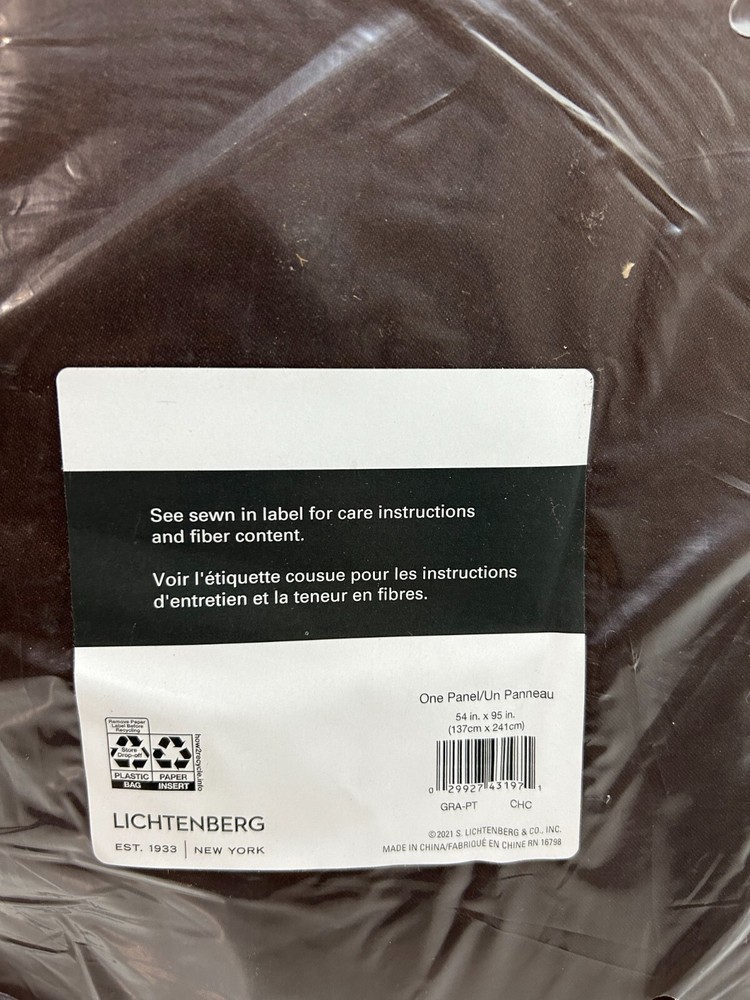 See sewn in label for care instructions
and fiber content.
Voir l'étiquette cousue pour les instructions
d'entretien et la teneur en fibres.
One Panel/Un Panneau
54 in. x 95 in.
(137cm x 241cm)
0 29927 43197 1
GRA-PT CHC
Remove Paper
Label Before
Recycling
Store
Drop-off
PLASTIC PAPER
BAG INSERT
how2recycle.info
LICHTENBERG
EST. 1933 | NEW YORK
©2021 S. LICHTENBERG & CO., INC.
MADE IN CHINA/FABRIQUÉ EN CHINE RN 16798